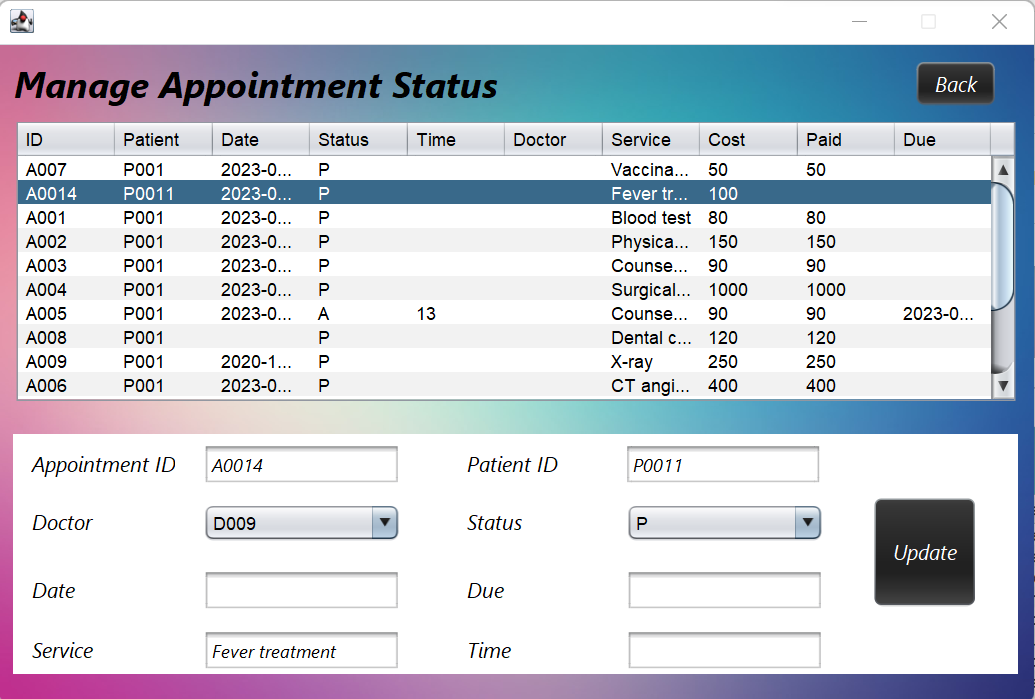 Manage Appointment Status
Back
ID Patient Date Status Time Doctor Service Cost Paid Due
A007 P001 2023-0... P Vaccina... 50 50
A0014 P0011 2023-0... P Fever tr... 100
A001 P001 2023-0... P Blood test 80 80
A002 P001 2023-0... P Physica... 150 150
A003 P001 2023-0... P Counse... 90 90
A004 P001 2023-0... P Surgical... 1000 1000
A005 P001 2023-0... A 13 Counse... 90 90 2023-0...
A008 P001 P Dental c... 120 120
A009 P001 2020-1... P X-ray 250 250
A006 P001 2023-0... P CT angi... 400 400
Appointment ID A0014 Patient ID P0011
Doctor D009 Status P
Update
Date Due
Service Fever treatment Time